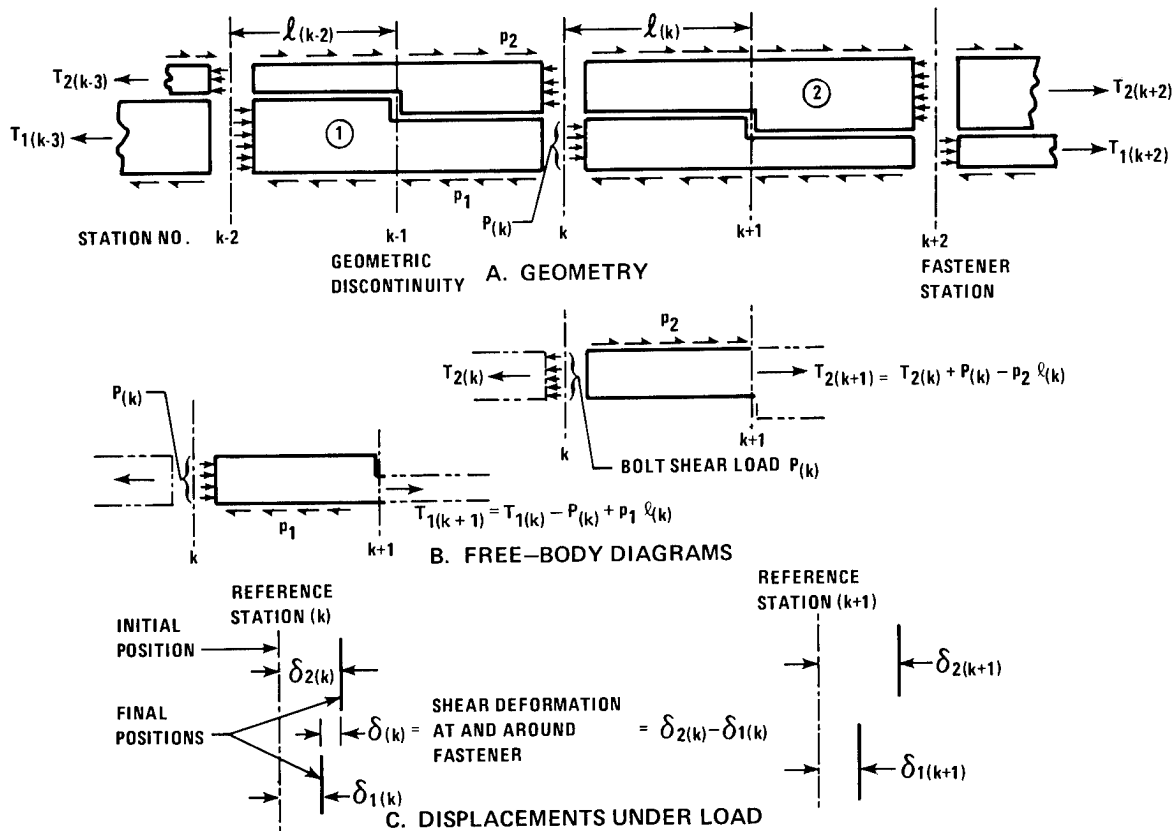 ℓ(k-2)
p2
ℓ(k)
T2(k-3)
T1(k-3)
1
2
T2(k+2)
T1(k+2)
p1
P(k)
STATION NO. k-2 k-1 k k+1 k+2
GEOMETRIC
DISCONTINUITY
A. GEOMETRY
FASTENER
STATION
p2
T2(k)
T2(k+1) = T2(k) + P(k) - p2 ℓ(k)
k k+1
BOLT SHEAR LOAD P(k)
P(k)
p1
T1(k + 1) = T1(k) - P(k) + p1 ℓ(k)
k k+1
B. FREE–BODY DIAGRAMS
REFERENCE
STATION (k)
REFERENCE
STATION (k+1)
INITIAL
POSITION
δ2(k)
δ2(k+1)
FINAL
POSITIONS
δ(k) = SHEAR DEFORMATION
AT AND AROUND
FASTENER
= δ2(k) - δ1(k)
δ1(k)
δ1(k+1)
C. DISPLACEMENTS UNDER LOAD